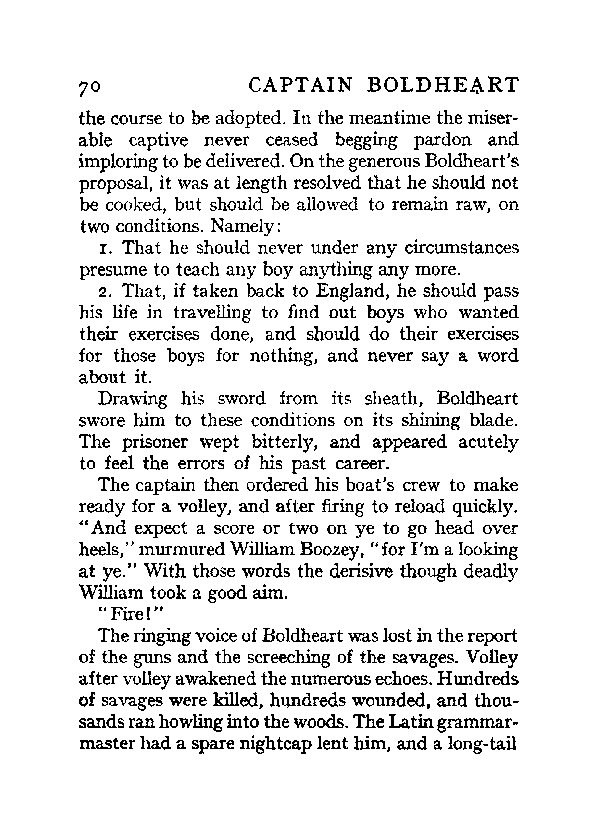 70 CAPTAIN BOLDHEART
the course to be adopted. In the meantime the miser-
able captive never ceased begging pardon and
imploring to be delivered. On the generous Boldheart's
proposal, it was at length resolved that he should not
be cooked, but should be allowed to remain raw, on
two conditions. Namely:
1. That he should never under any circumstances
presume to teach any boy anything any more.
2. That, if taken back to England, he should pass
his life in travelling to find out boys who wanted
their exercises done, and should do their exercises
for those boys for nothing, and never say a word
about it.
Drawing his sword from its sheath, Boldheart
swore him to these conditions on its shining blade.
The prisoner wept bitterly, and appeared acutely
to feel the errors of his past career.
The captain then ordered his boat's crew to make
ready for a volley, and after firing to reload quickly.
"And expect a score or two on ye to go head over
heels," murmured William Boozey, "for I'm a looking
at ye." With those words the derisive though deadly
William took a good aim.
"Fire!"
The ringing voice of Boldheart was lost in the report
of the guns and the screeching of the savages. Volley
after volley awakened the numerous echoes. Hundreds
of savages were killed, hundreds wounded, and thou-
sands ran howling into the woods. The Latin grammar-
master had a spare nightcap lent him, and a long-tail